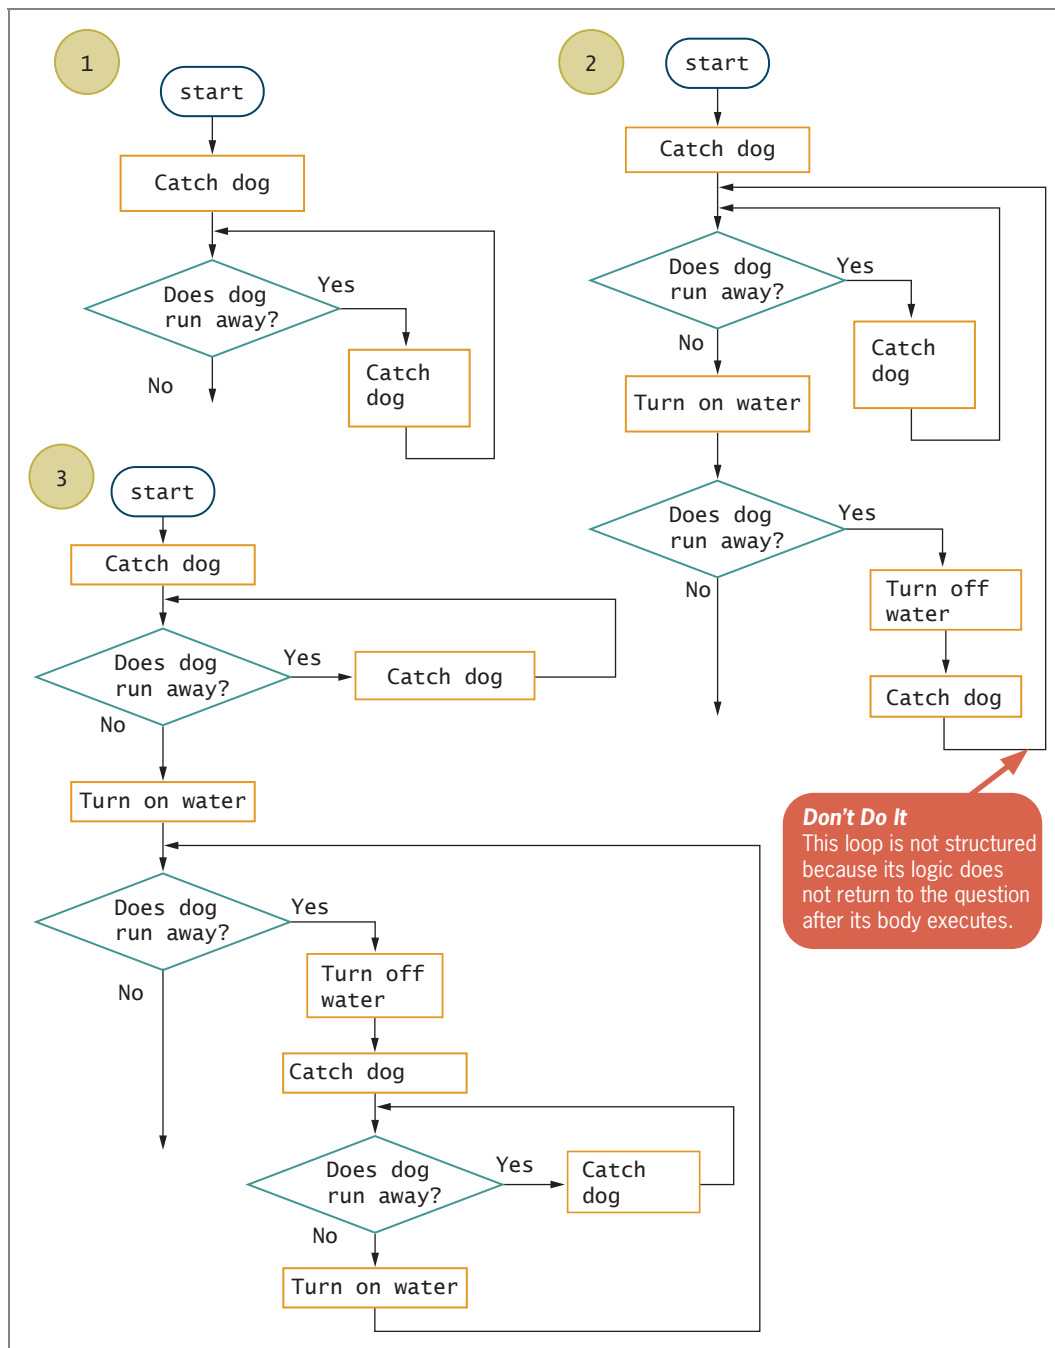 1
start
Catch dog
Does dog
run away?
Yes
Catch
dog
No
2
start
Catch dog
Does dog
run away?
Yes
Catch
dog
No
Turn on water
Does dog
run away?
Yes
No
Turn off
water
Catch dog
Don't Do It
This loop is not structured
because its logic does
not return to the question
after its body executes.
3
start
Catch dog
Does dog
run away?
Yes
Catch dog
No
Turn on water
Does dog
run away?
Yes
No
Turn off
water
Catch dog
Does dog
run away?
Yes
Catch
dog
No
Turn on water